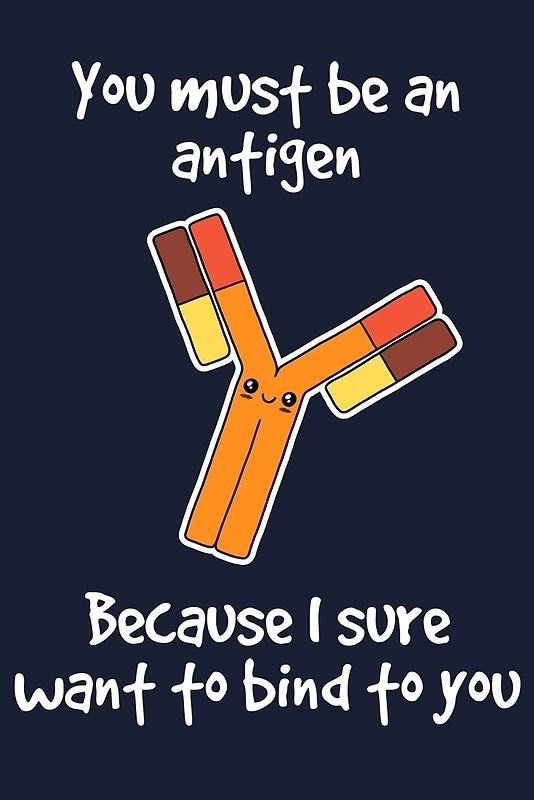 You must be an
antigen
Because I sure
want to bind to you